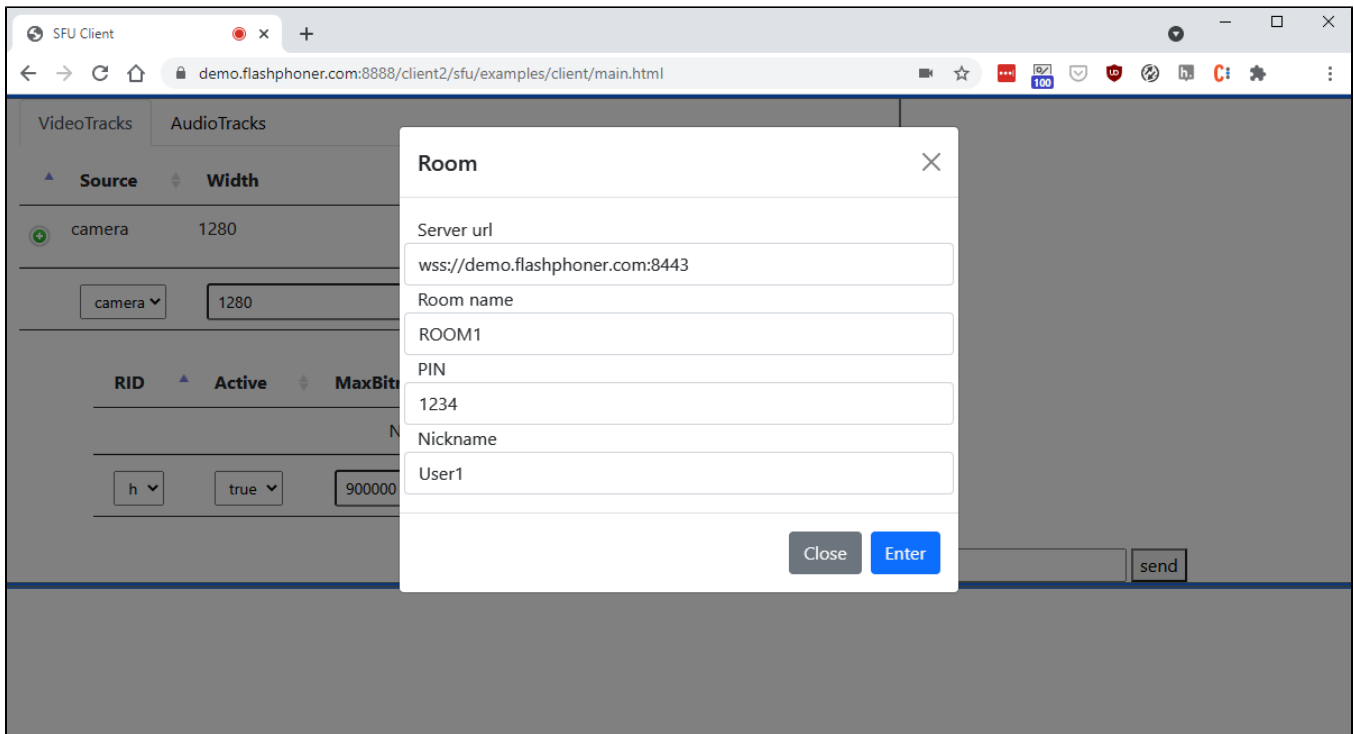 SFU Client
demo.flashphoner.com:8888/client2/sfu/examples/client/main.html
100
VideoTracks AudioTracks
Source Width
camera 1280
camera 1280
RID Active MaxBitr
N
h true 900000
Room
Server url
wss://demo.flashphoner.com:8443
Room name
ROOM1
PIN
1234
Nickname
User1
Close Enter
send